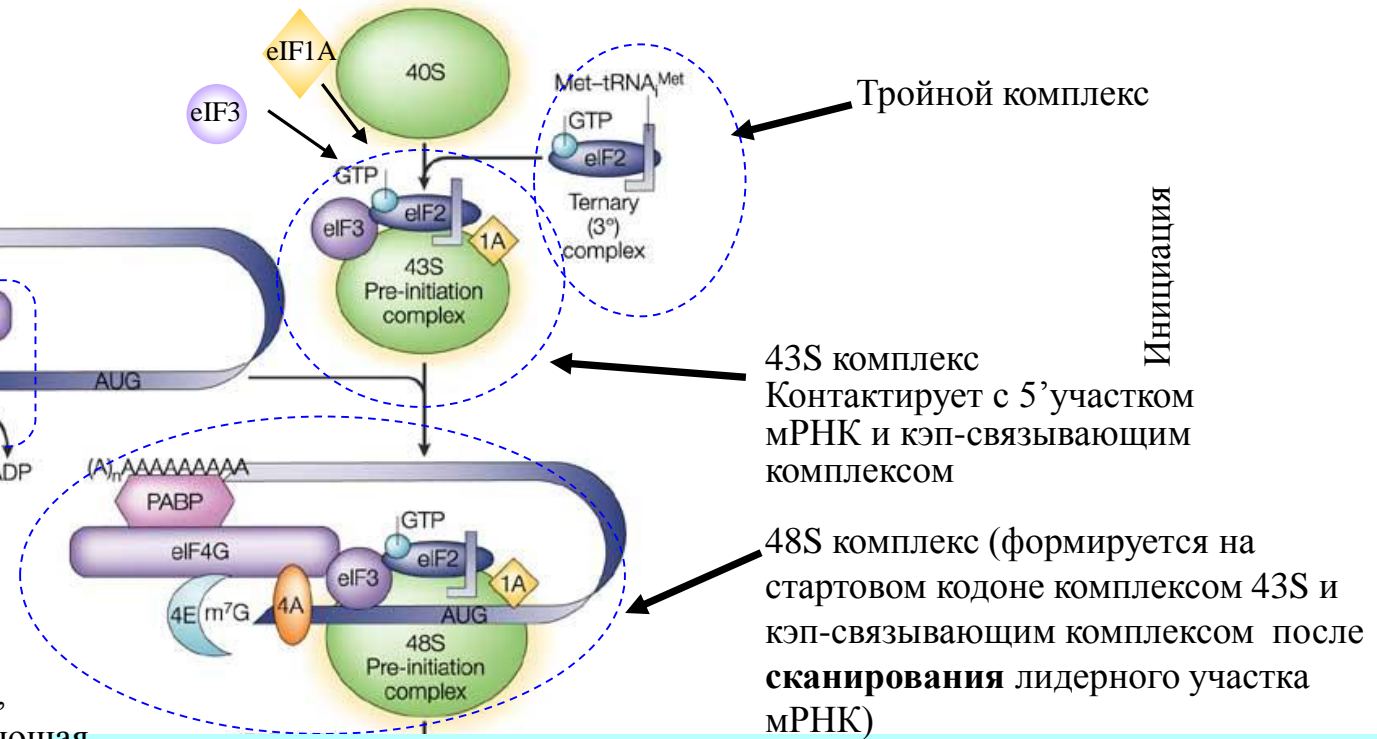 eIF1A
40S
eIF3
Met–tRNAᵢᴹᵉᵗ
GTP
eIF2
Ternary
(3°)
complex
Тройной комплекс
Инициация
GTP
eIF3
eIF2
1A
43S
Pre-initiation
complex
AUG
43S комплекс
Контактирует с 5’участком
мРНК и кэп-связывающим
комплексом
(A)ₙAAAAAAAAA
PABP
eIF4G
GTP
eIF3
eIF2
1A
4E
m⁷G
4A
AUG
48S
Pre-initiation
complex
48S комплекс (формируется на
стартовом кодоне комплексом 43S и
кэп-связывающим комплексом после
сканирования лидерного участка
мРНК)